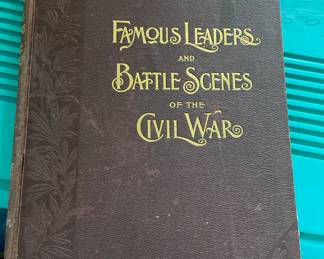 FAMOUS LEADERS
AND
BATTLE SCENES
OF THE
CIVIL WAR